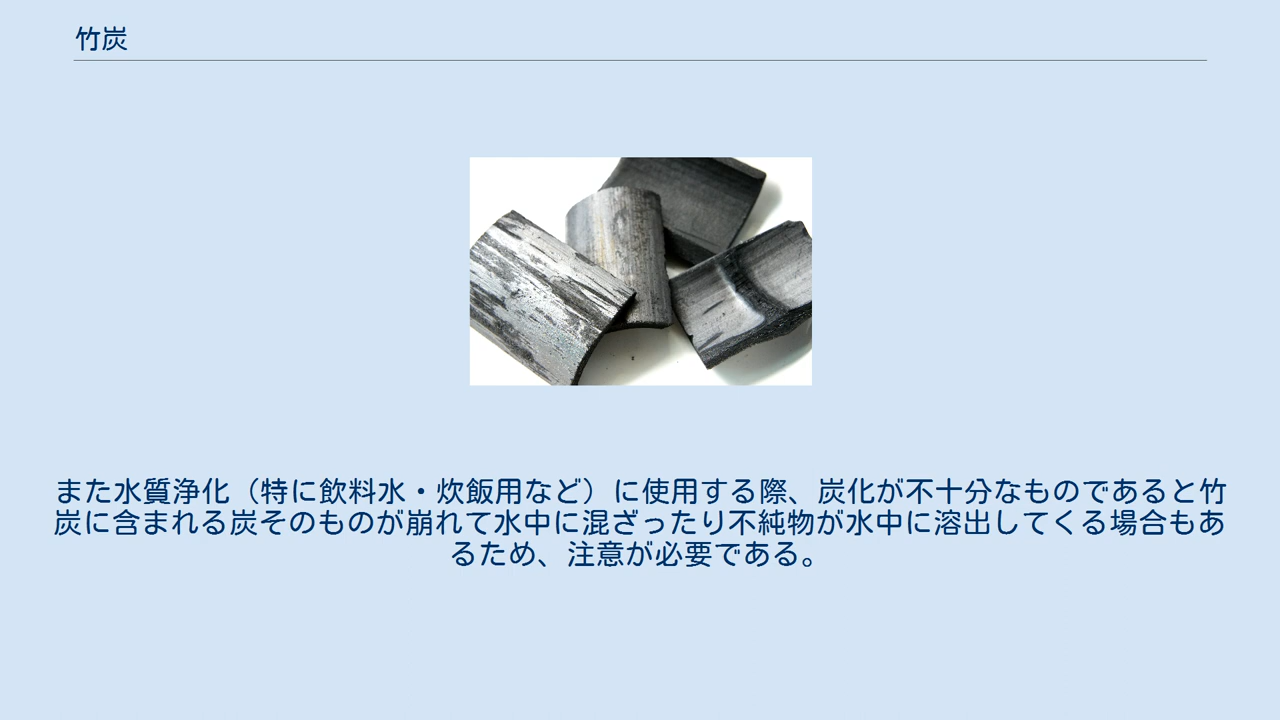 竹炭
また水質浄化（特に飲料水・炊飯用など）に使用する際、炭化が不十分なものであると竹
炭に含まれる炭そのものが崩れて水中に混ざったり不純物が水中に溶出してくる場合もあ
るため、注意が必要である。